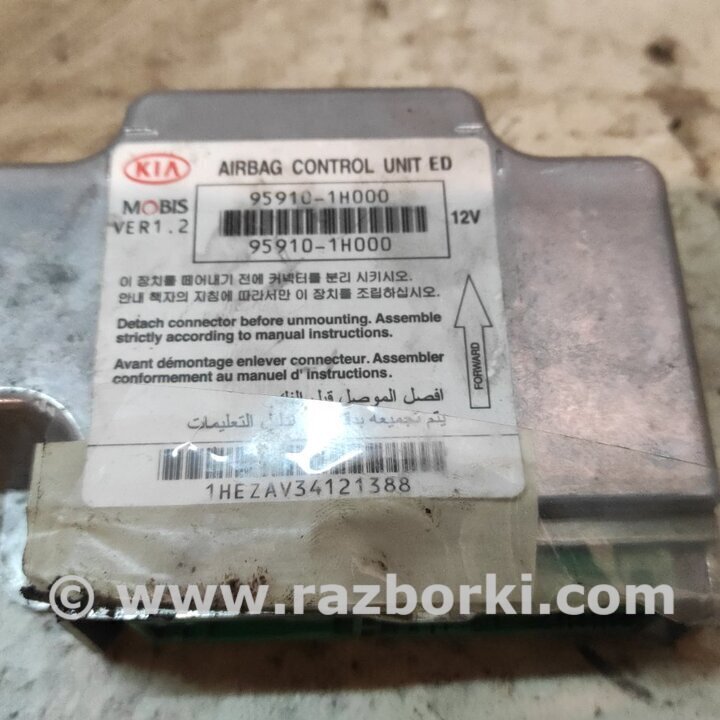 KIA AIRBAG CONTROL UNIT ED
MOBIS
VER1.2
95910-1H000
95910-1H000
12V
이 장치를 떼어내기 전에 커넥터를 분리 시키시오.
안내 책자의 지침에 따라서만 이 장치를 조립하십시오.
Detach connector before unmounting. Assemble
strictly according to manual instructions.
Avant démontage enlever connecteur. Assembler
conformement au manuel d' instructions.
FORWARD
افصل الموصل قبل
يتم تجميعه التعليمات
1HEZAV34121388
© www.razborki.com